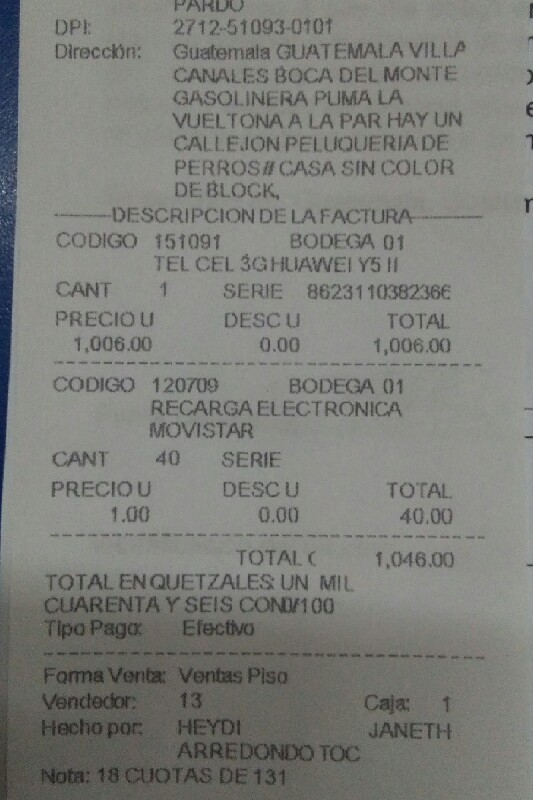 PARDO
DPI: 2712-51093-0101
Dirección: Guatemala GUATEMALA VILLA
CANALES BOCA DEL MONTE
GASOLINERA PUMA LA
VUELTONA A LA PAR HAY UN
CALLEJON PELUQUERIA DE
PERROS// CASA SIN COLOR
DE BLOCK,
DESCRIPCION DE LA FACTURA
CODIGO 151091 BODEGA 01
TEL CEL 3G HUAWEI Y5 II
CANT 1 SERIE 8623110382366
PRECIO U DESC U TOTAL
1,006.00 0.00 1,006.00
CODIGO 120709 BODEGA 01
RECARGA ELECTRONICA
MOVISTAR
CANT 40 SERIE
PRECIO U DESC U TOTAL
1.00 0.00 40.00
TOTAL ( 1,046.00
TOTAL EN QUETZALES: UN MIL
CUARENTA Y SEIS CON0/100
Tipo Pago: Efectivo
Forma Venta: Ventas Piso
Vendedor: 13 Caja: 1
Hecho por: HEYDI JANETH
ARREDONDO TOC
Nota: 18 CUOTAS DE 131